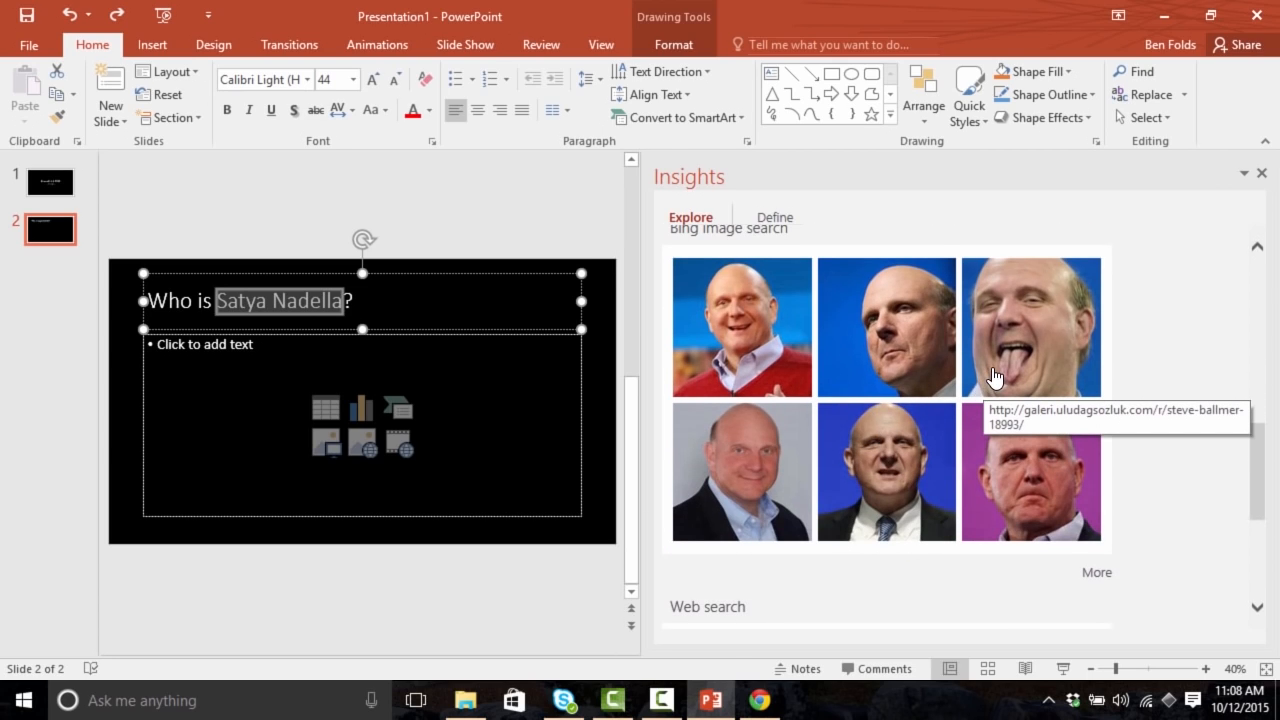 Presentation1 - PowerPoint
Drawing Tools
File
Home
Insert
Design
Transitions
Animations
Slide Show
Review
View
Format
Tell me what you want to do...
Ben Folds
Share
Paste
New
Slide
Layout
Reset
Section
Calibri Light (H
44
B
I
U
S
abc
AV
Aa
A
Text Direction
Align Text
Convert to SmartArt
Arrange
Quick
Styles
Shape Fill
Shape Outline
Shape Effects
Find
Replace
Select
Clipboard
Slides
Font
Paragraph
Drawing
Editing
1
2
Who is Satya Nadella?
• Click to add text
Insights
Explore
Define
Bing image search
http://galeri.uludagsozluk.com/r/steve-ballmer-
18993/
More
Web search
Slide 2 of 2
Notes
Comments
40%
Ask me anything
11:08 AM
10/12/2015